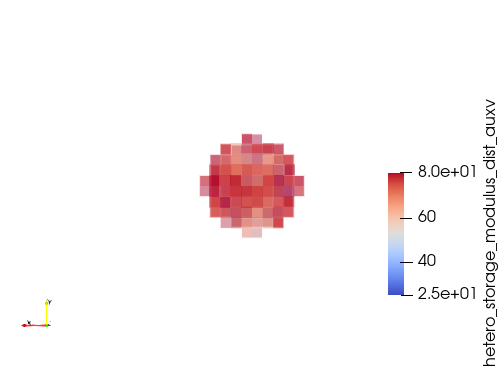 8.0e+01
60
40
2.5e+01
hetero_storage_modulus_dist_auxv
Y
X